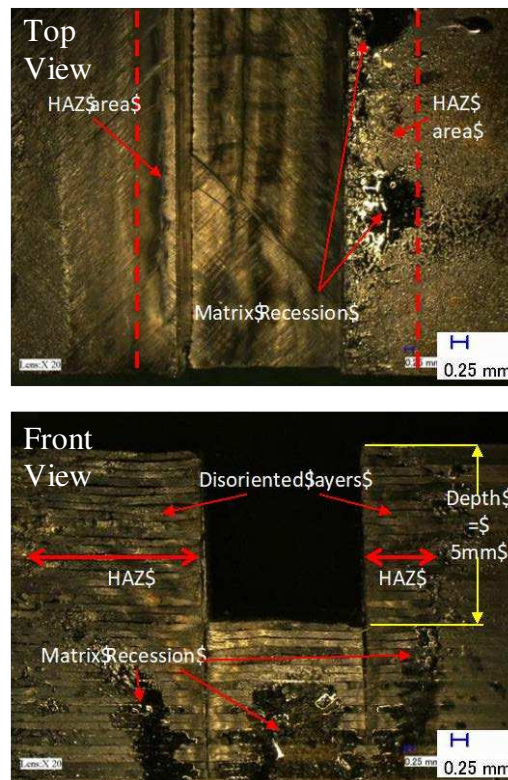 Top
View
HAZ$area$
HAZ$
area$
Matrix$Recession$
Lens:X 20
0.25 mm
0.25 mm
Front
View
Disoriented$layers$
Depth$
=$
5mm$
HAZ$
HAZ$
Matrix$Recession$
Lens:X 20
0.25 mm
0.25 mm